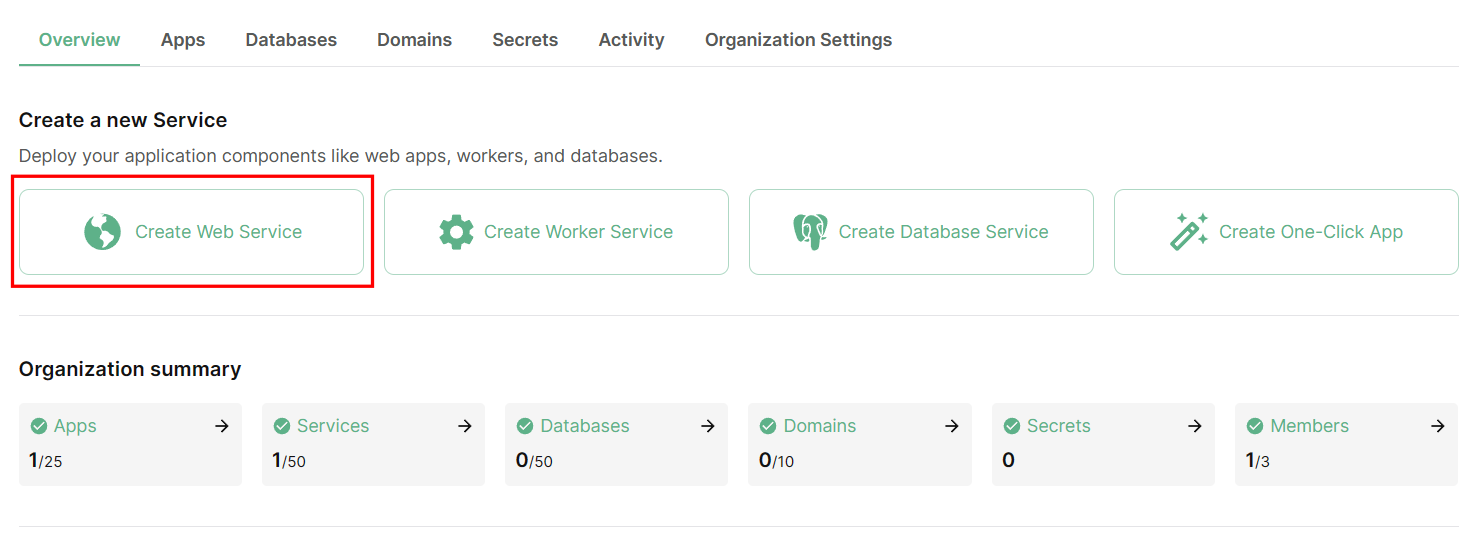 Overview Apps Databases Domains Secrets Activity Organization Settings
Create a new Service
Deploy your application components like web apps, workers, and databases.
Create Web Service Create Worker Service Create Database Service Create One-Click App
Organization summary
Apps Services Databases Domains Secrets Members
1/25 1/50 0/50 0/10 0 1/3